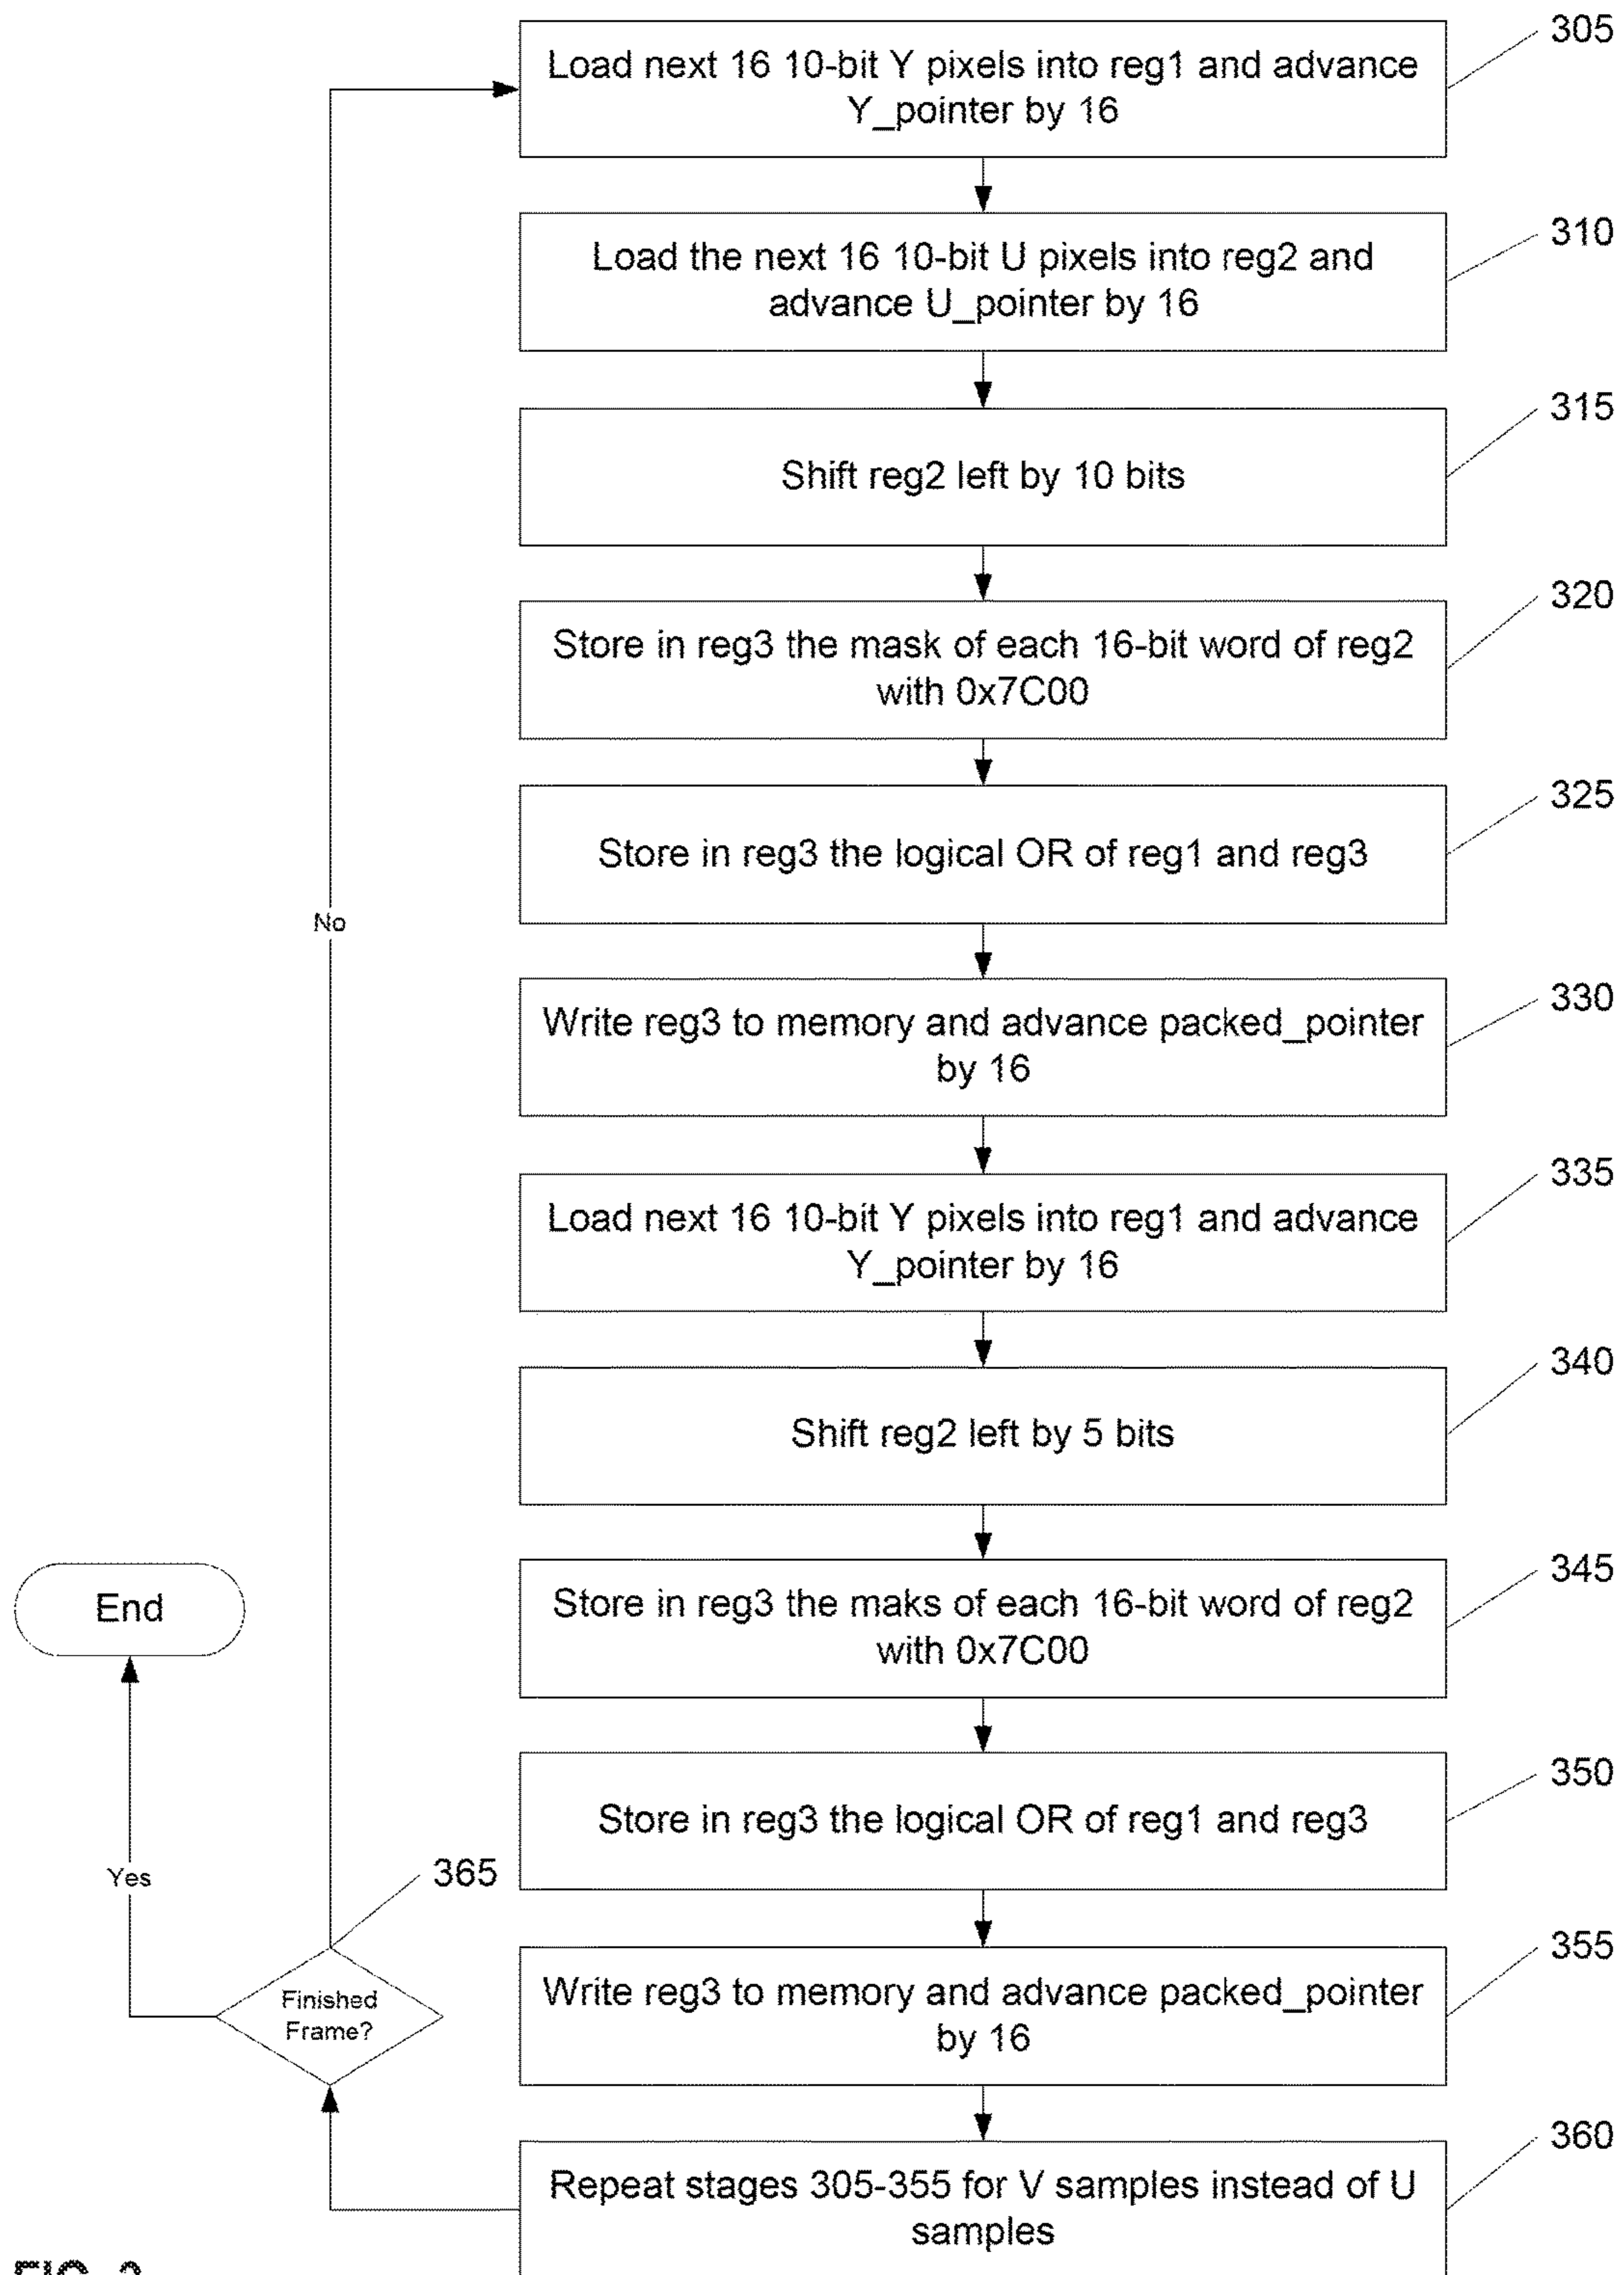 305
Load next 16 10-bit Y pixels into reg1 and advance
Y_pointer by 16
310
Load the next 16 10-bit U pixels into reg2 and
advance U_pointer by 16
315
Shift reg2 left by 10 bits
320
Store in reg3 the mask of each 16-bit word of reg2
with 0x7C00
325
Store in reg3 the logical OR of reg1 and reg3
No
330
Write reg3 to memory and advance packed_pointer
by 16
335
Load next 16 10-bit Y pixels into reg1 and advance
Y_pointer by 16
340
Shift reg2 left by 5 bits
345
Store in reg3 the maks of each 16-bit word of reg2
with 0x7C00
End
350
Store in reg3 the logical OR of reg1 and reg3
Yes
365
355
Write reg3 to memory and advance packed_pointer
by 16
Finished
Frame?
360
Repeat stages 305-355 for V samples instead of U
samples